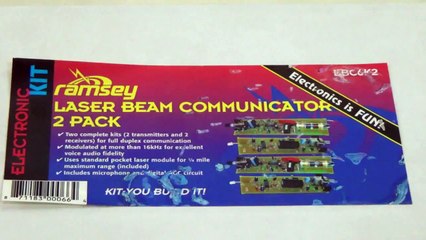 ELECTRONIC
KIT
ramsey
LBC6K2
LASER BEAM COMMUNICATOR
2 PACK
Electronics is FUN!
✓ Two complete kits (2 transmitters and 2
receivers) for full duplex communication
✓ Modulated at more than 16kHz for excellent
voice audio fidelity
✓ Uses standard pocket laser module for ¼ mile
maximum range (included)
✓ Includes microphone and digital AGC circuit
KIT-YOU BUILD IT!
71183 00066